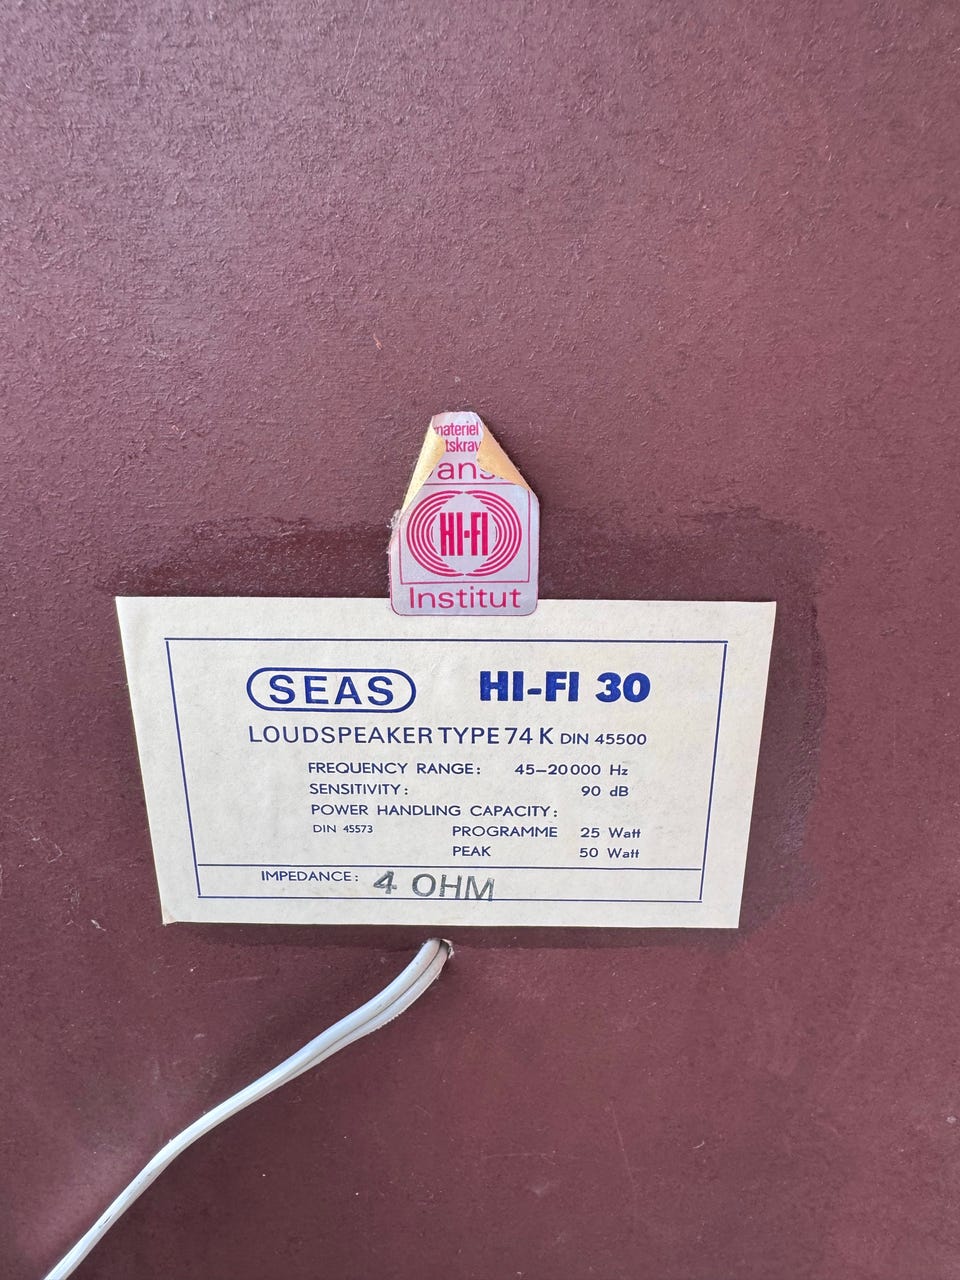 materiel
tskrav
ans
HI-FI
Institut
SEAS HI-FI 30
LOUDSPEAKER TYPE 74 K DIN 45500
FREQUENCY RANGE: 45–20000 Hz
SENSITIVITY: 90 dB
POWER HANDLING CAPACITY:
DIN 45573 PROGRAMME 25 Watt
PEAK 50 Watt
IMPEDANCE: 4 OHM